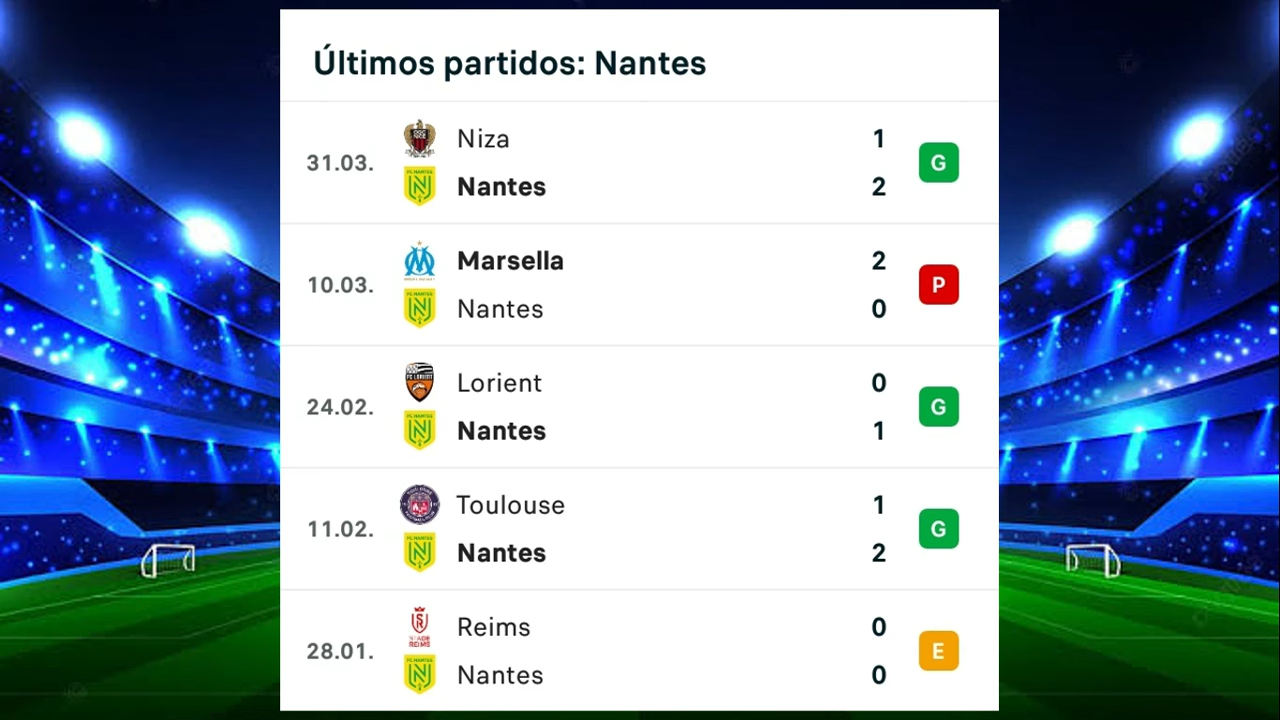 Últimos partidos: Nantes
31.03.
Niza 1
Nantes 2
G
10.03.
Marsella 2
Nantes 0
P
24.02.
Lorient 0
Nantes 1
G
11.02.
Toulouse 1
Nantes 2
G
28.01.
Reims 0
Nantes 0
E